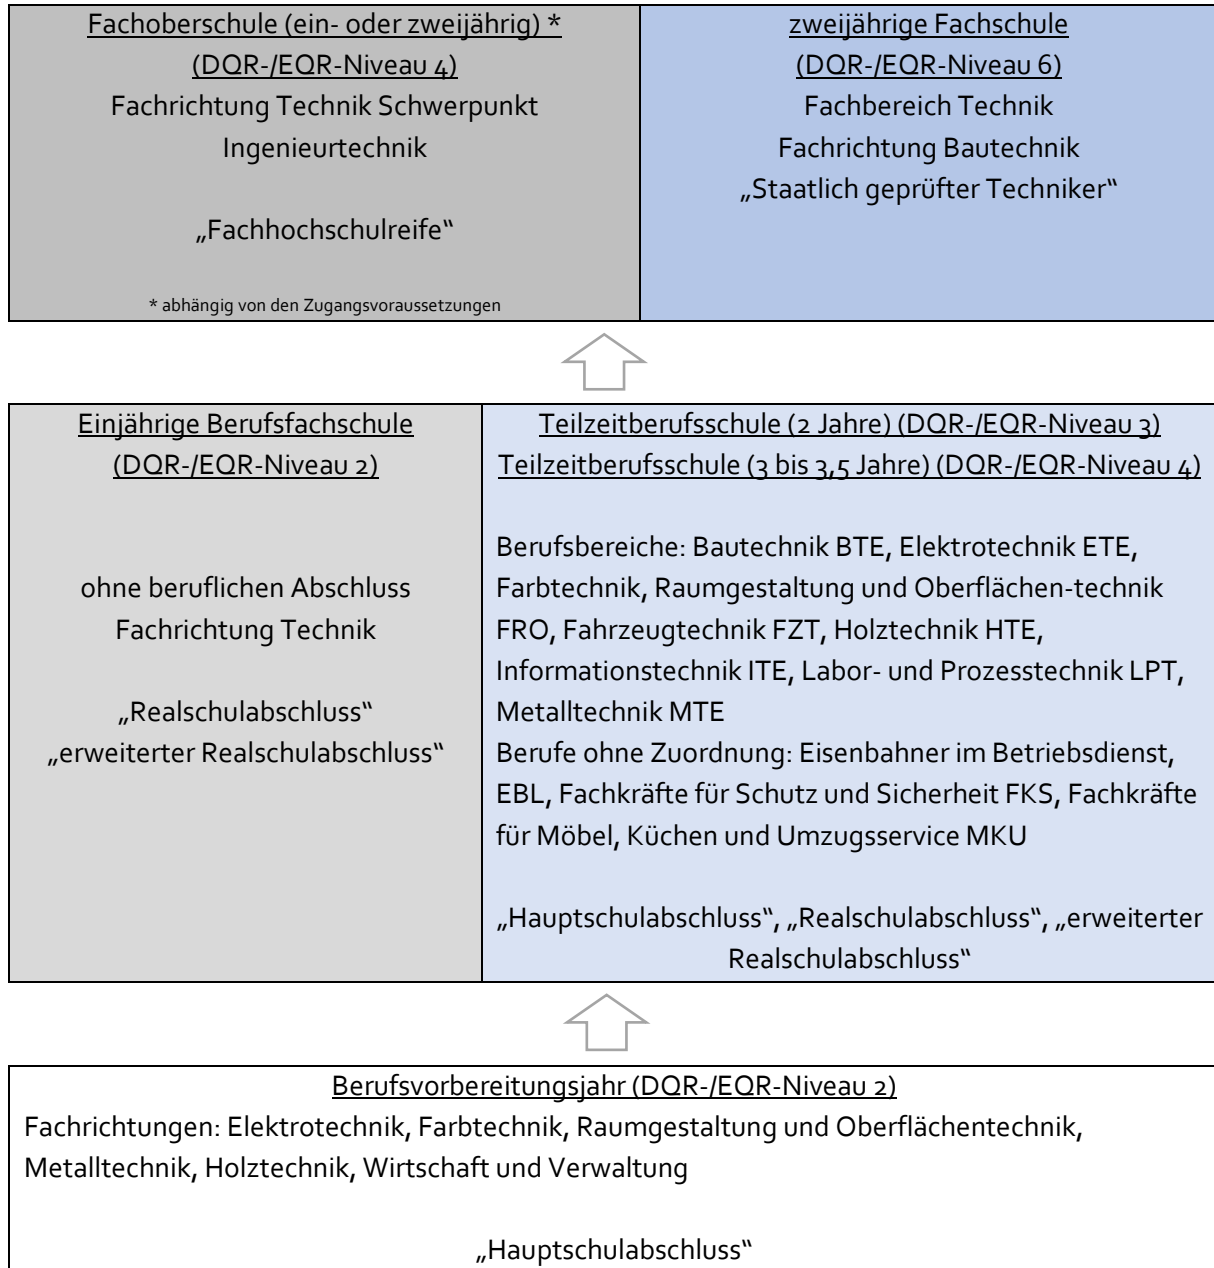 Fachoberschule (ein- oder zweijährig) *
(DQR-/EQR-Niveau 4)
Fachrichtung Technik Schwerpunkt
Ingenieurtechnik
„Fachhochschulreife“
* abhängig von den Zugangsvoraussetzungen
zweijährige Fachschule
(DQR-/EQR-Niveau 6)
Fachbereich Technik
Fachrichtung Bautechnik
„Staatlich geprüfter Techniker“
Einjährige Berufsfachschule
(DQR-/EQR-Niveau 2)
ohne beruflichen Abschluss
Fachrichtung Technik
„Realschulabschluss“
„erweiterter Realschulabschluss“
Teilzeitberufsschule (2 Jahre) (DQR-/EQR-Niveau 3)
Teilzeitberufsschule (3 bis 3,5 Jahre) (DQR-/EQR-Niveau 4)
Berufsbereiche: Bautechnik BTE, Elektrotechnik ETE,
Farbtechnik, Raumgestaltung und Oberflächen-technik
FRO, Fahrzeugtechnik FZT, Holztechnik HTE,
Informationstechnik ITE, Labor- und Prozesstechnik LPT,
Metalltechnik MTE
Berufe ohne Zuordnung: Eisenbahner im Betriebsdienst,
EBL, Fachkräfte für Schutz und Sicherheit FKS, Fachkräfte
für Möbel, Küchen und Umzugsservice MKU
„Hauptschulabschluss“, „Realschulabschluss“, „erweiterter
Realschulabschluss“
Berufsvorbereitungsjahr (DQR-/EQR-Niveau 2)
Fachrichtungen: Elektrotechnik, Farbtechnik, Raumgestaltung und Oberflächentechnik,
Metalltechnik, Holztechnik, Wirtschaft und Verwaltung
„Hauptschulabschluss“